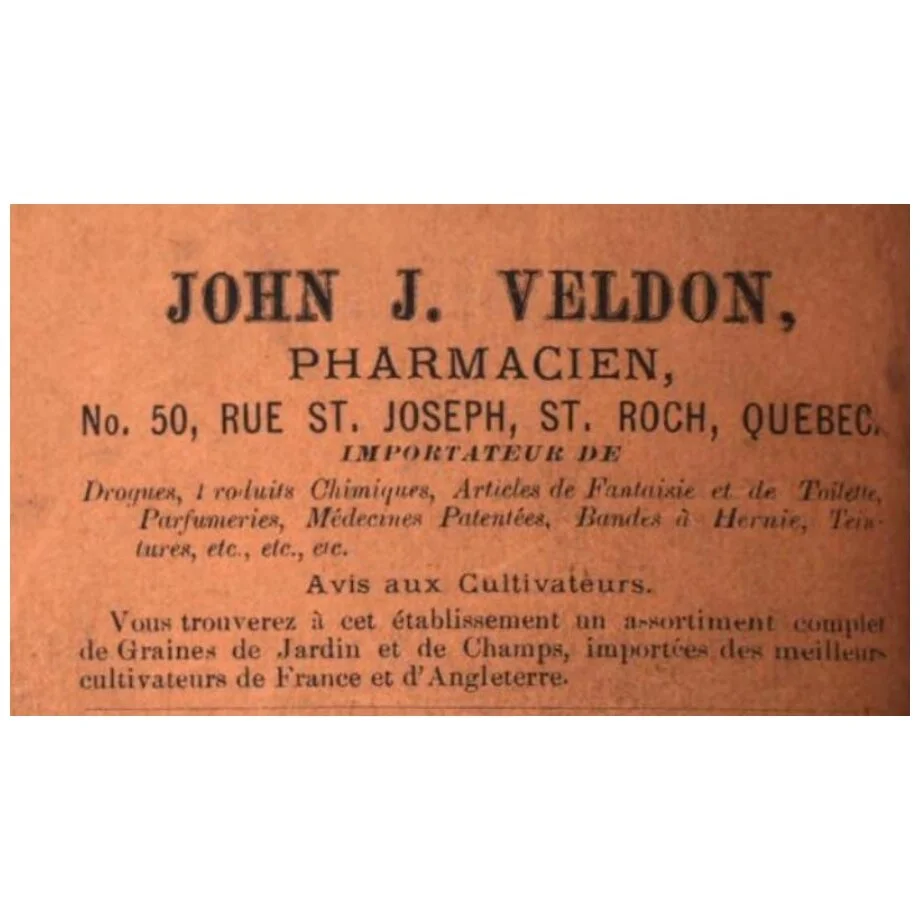 JOHN J. VELDON,
PHARMACIEN,
No. 50, RUE ST. JOSEPH, ST. ROCH, QUEBEC.
IMPORTATEUR DE
Drogues, Produits Chimiques, Articles de Fantaisie et de Toilette,
Parfumeries, Médecines Patentées, Bandes à Hernie, Tein-
tures, etc., etc., etc.
Avis aux Cultivateurs.
Vous trouverez à cet établissement un assortiment complet
de Graines de Jardin et de Champs, importées des meilleurs
cultivateurs de France et d'Angleterre.